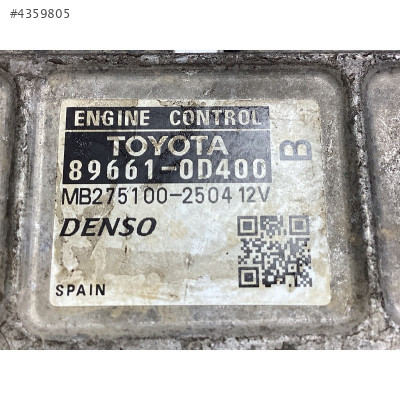 #4359805
ENGINE CONTROL
TOYOTA
89661-0D400
B
MB275100-2504 12V
DENSO
SPAIN